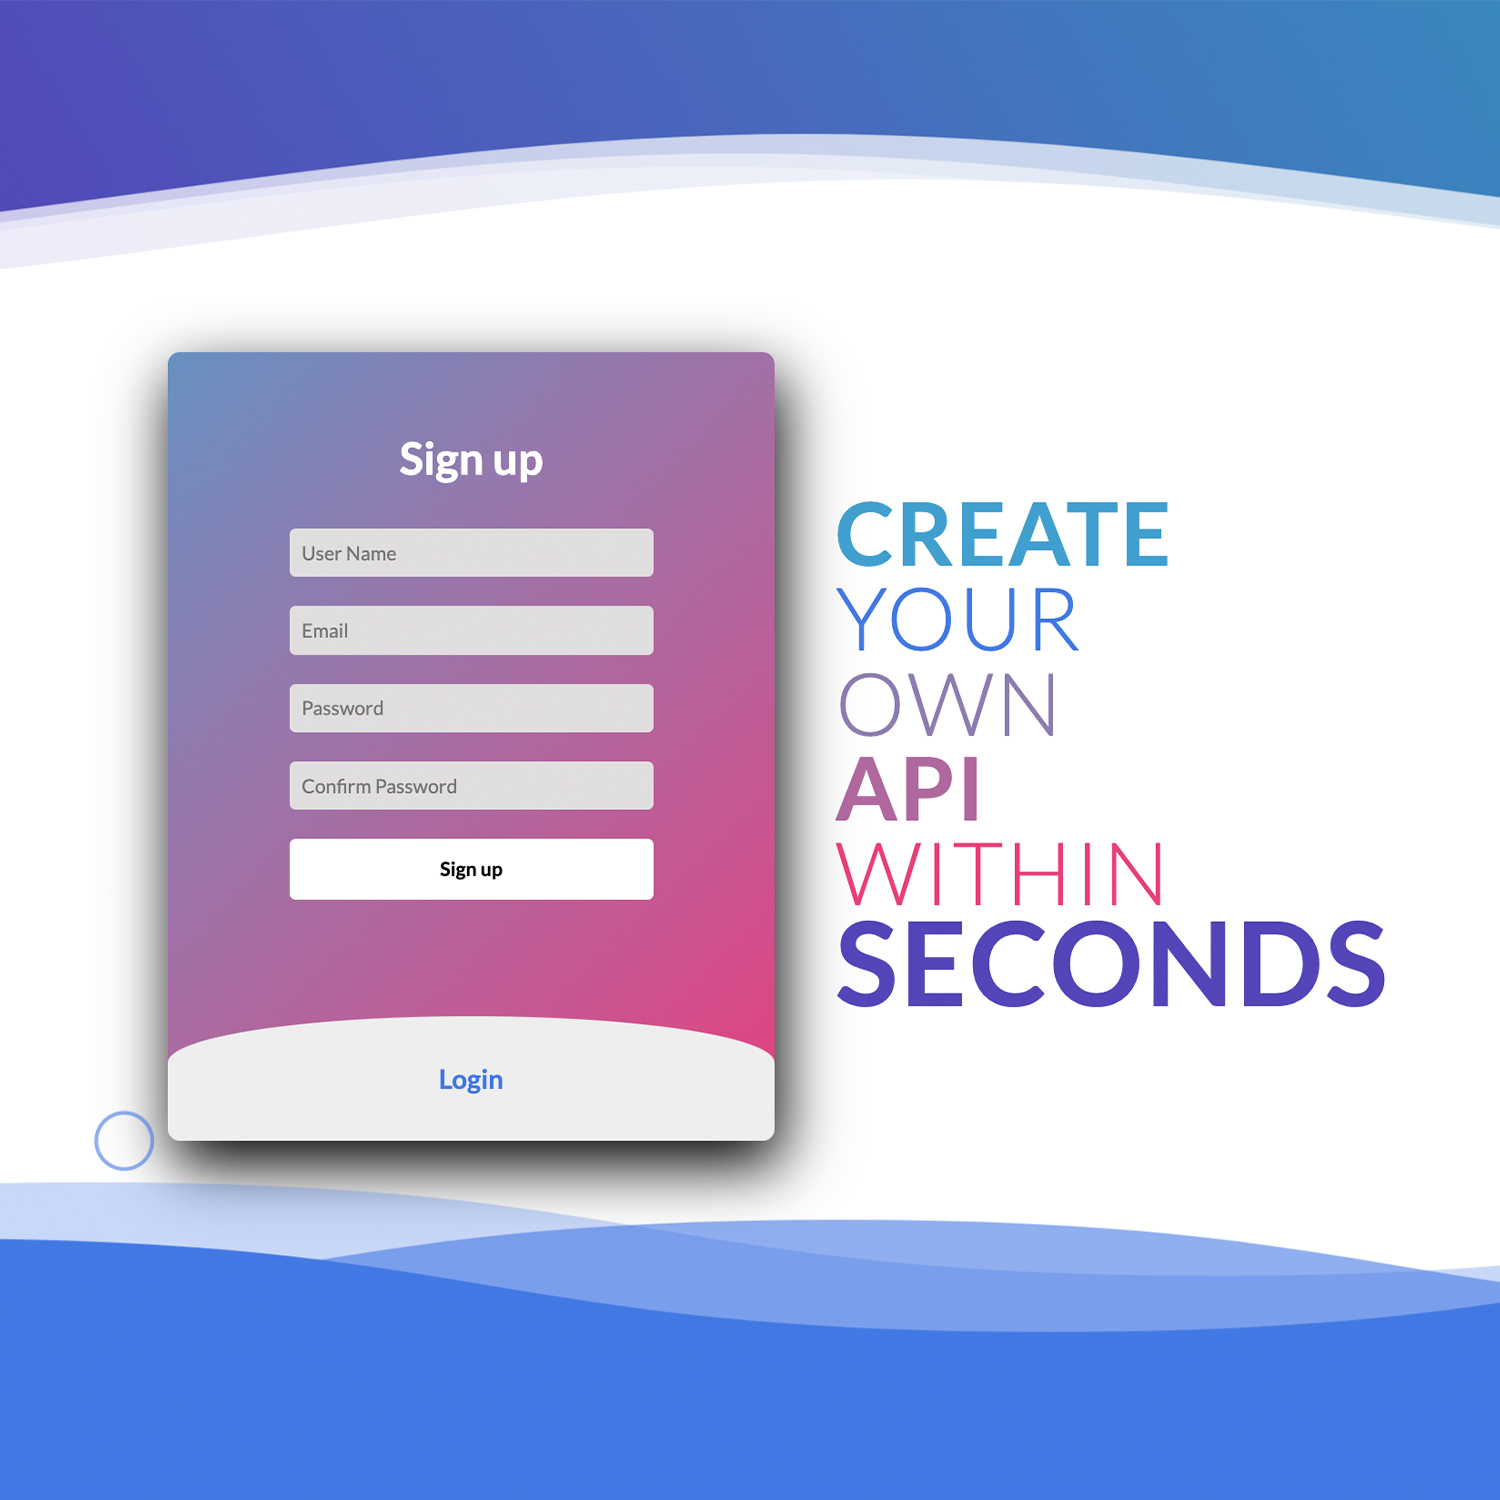 Sign up
User Name
Email
Password
Confirm Password
Sign up
Login
CREATE
YOUR
OWN
API
WITHIN
SECONDS